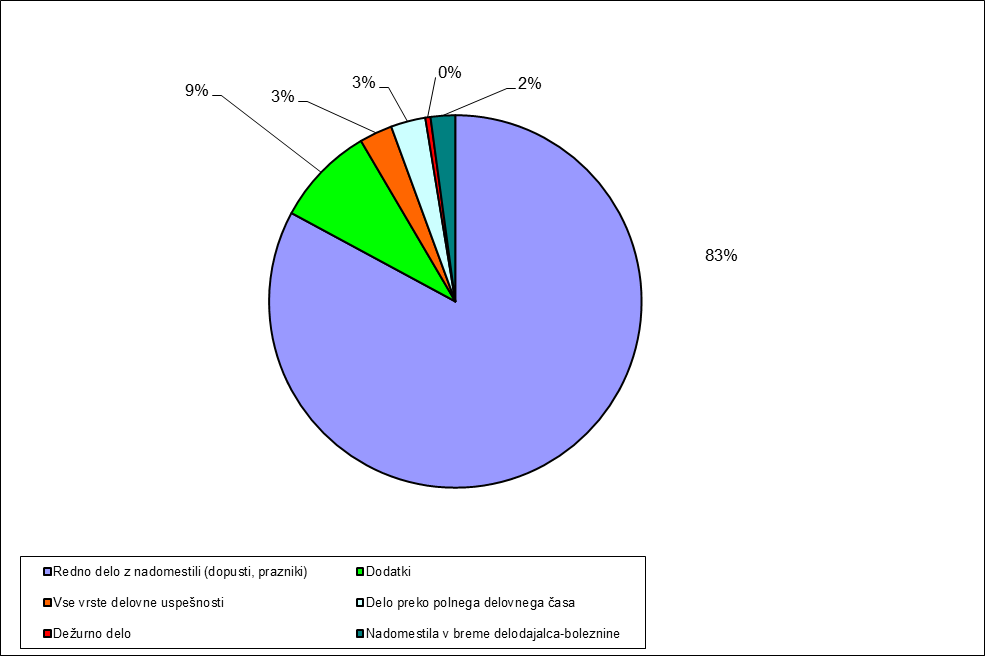 0%
3%
2%
9%
3%
83%
Redno delo z nadomestili (dopusti, prazniki)
Dodatki
Vse vrste delovne uspešnosti
Delo preko polnega delovnega časa
Dežurno delo
Nadomestila v breme delodajalca-boleznine